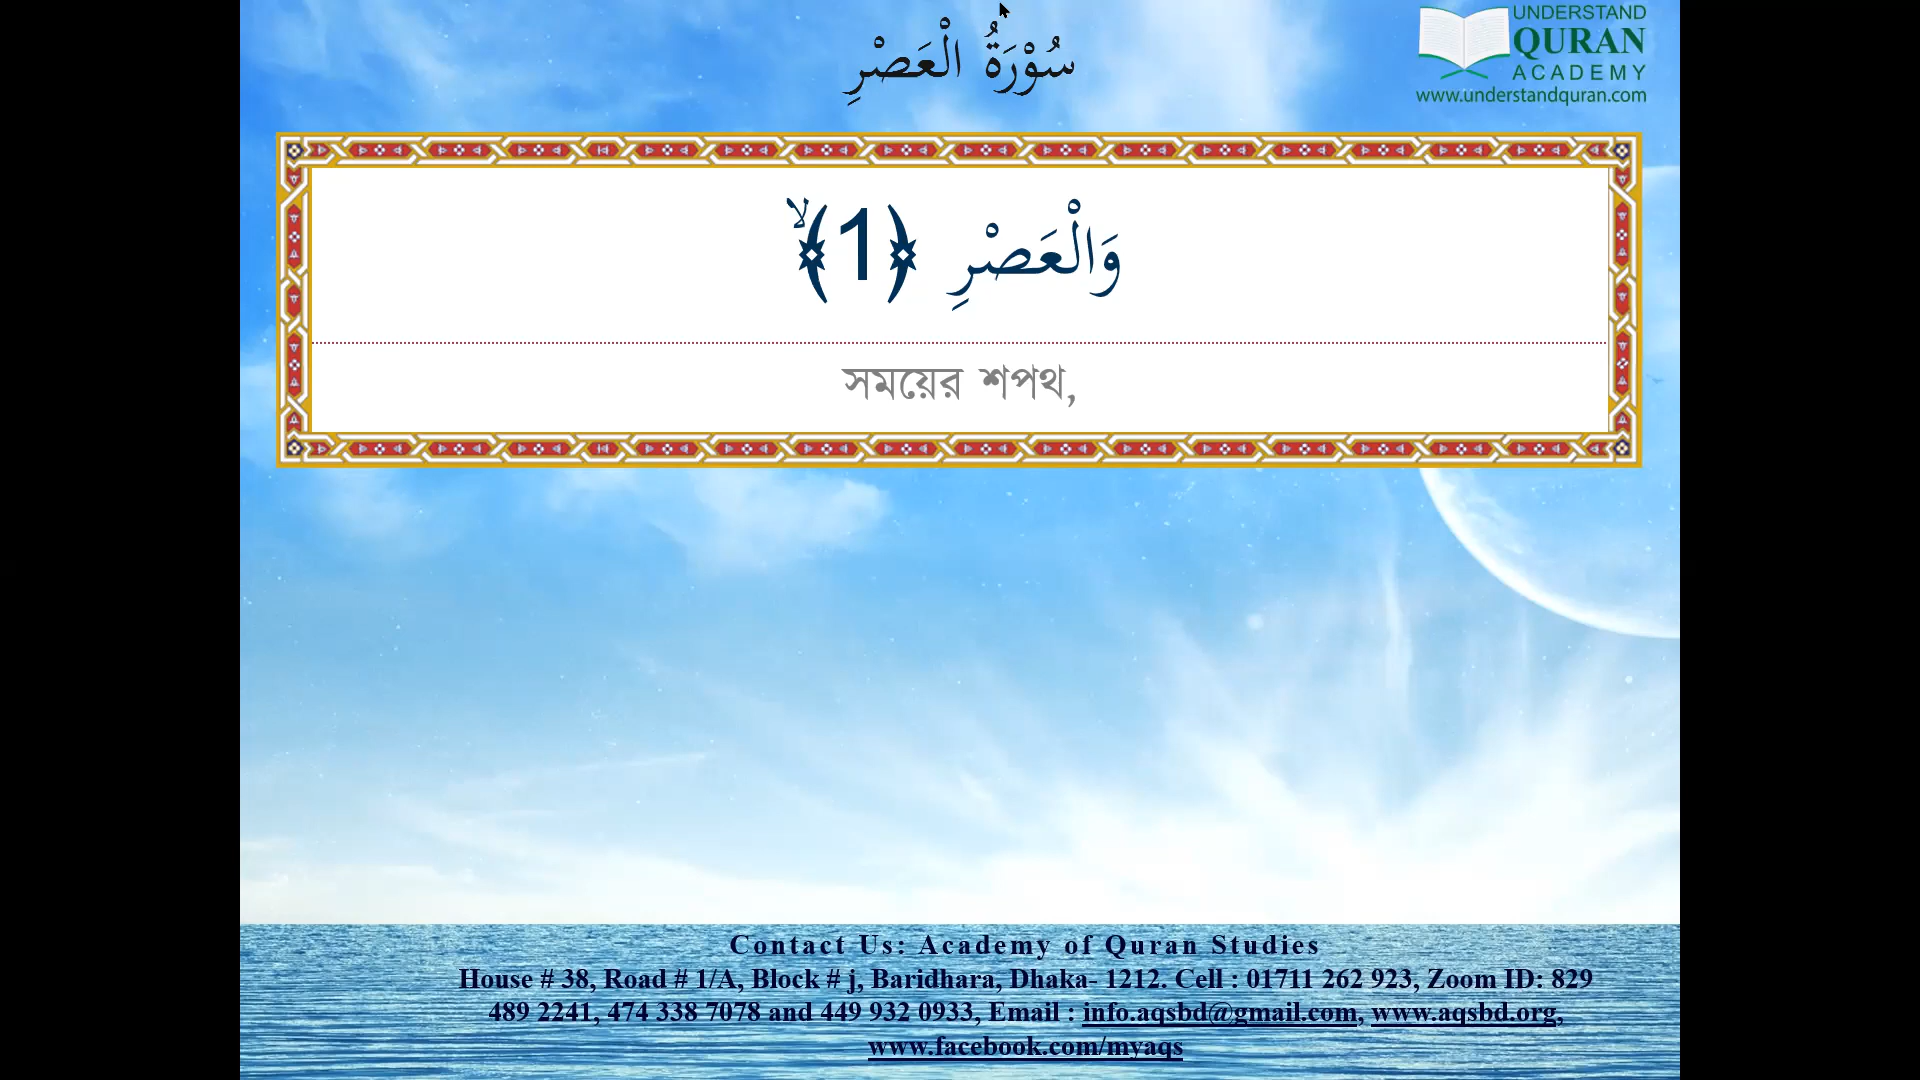 سُوْرَةُ الْعَصْرِ
UNDERSTAND
QURAN
ACADEMY
www.understandquran.com
وَالْعَصْرِ ﴿1﴾ۙ
সময়ের শপথ,
Contact Us: Academy of Quran Studies
House # 38, Road # 1/A, Block # j, Baridhara, Dhaka- 1212. Cell : 01711 262 923, Zoom ID: 829
489 2241, 474 338 7078 and 449 932 0933, Email : info.aqsbd@gmail.com, www.aqsbd.org,
www.facebook.com/myaqs